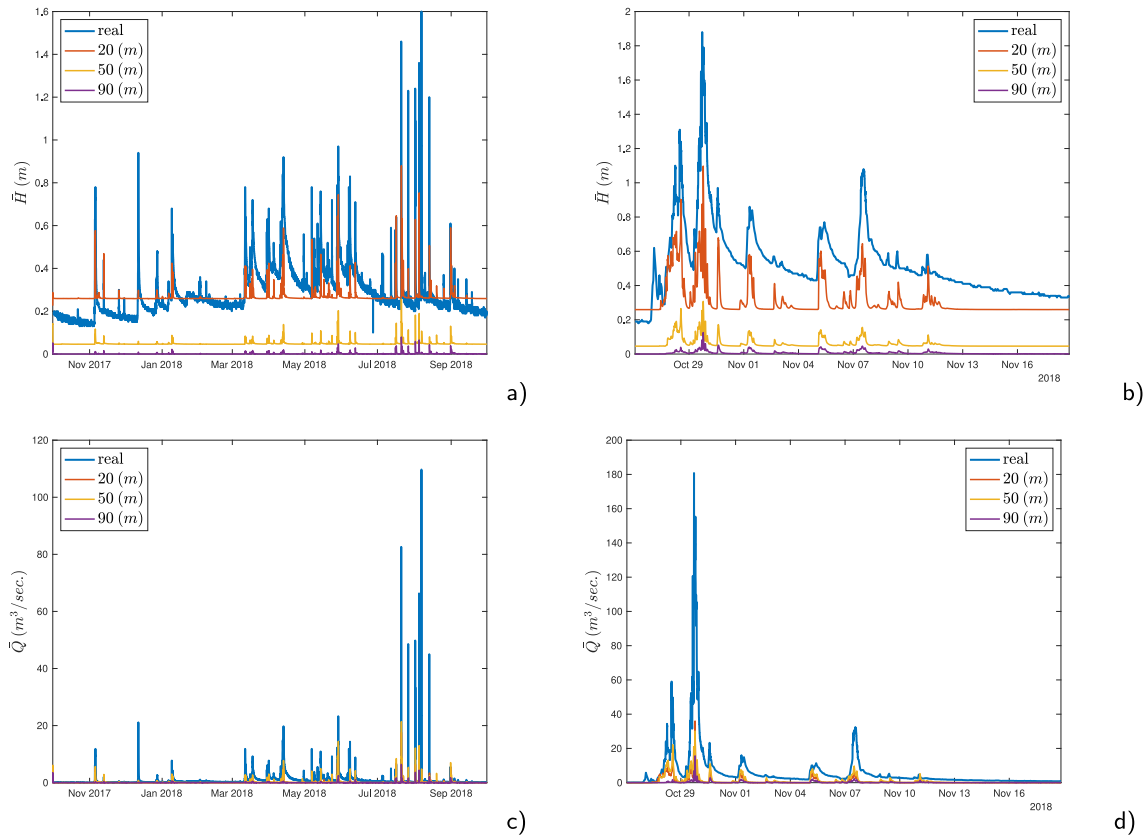 1.6
1.4
1.2
1
0.8
0.6
0.4
0.2
0
H̄ (m)
real
20 (m)
50 (m)
90 (m)
Nov 2017 Jan 2018 Mar 2018 May 2018 Jul 2018 Sep 2018
a)
2
1.8
1.6
1.4
1.2
1
0.8
0.6
0.4
0.2
0
H̄ (m)
real
20 (m)
50 (m)
90 (m)
Oct 29 Nov 01 Nov 04 Nov 07 Nov 10 Nov 13 Nov 16
2018
b)
120
100
80
60
40
20
0
Q̄ (m³/sec.)
real
20 (m)
50 (m)
90 (m)
Nov 2017 Jan 2018 Mar 2018 May 2018 Jul 2018 Sep 2018
c)
200
180
160
140
120
100
80
60
40
20
0
Q̄ (m³/sec.)
real
20 (m)
50 (m)
90 (m)
Oct 29 Nov 01 Nov 04 Nov 07 Nov 10 Nov 13 Nov 16
2018
d)